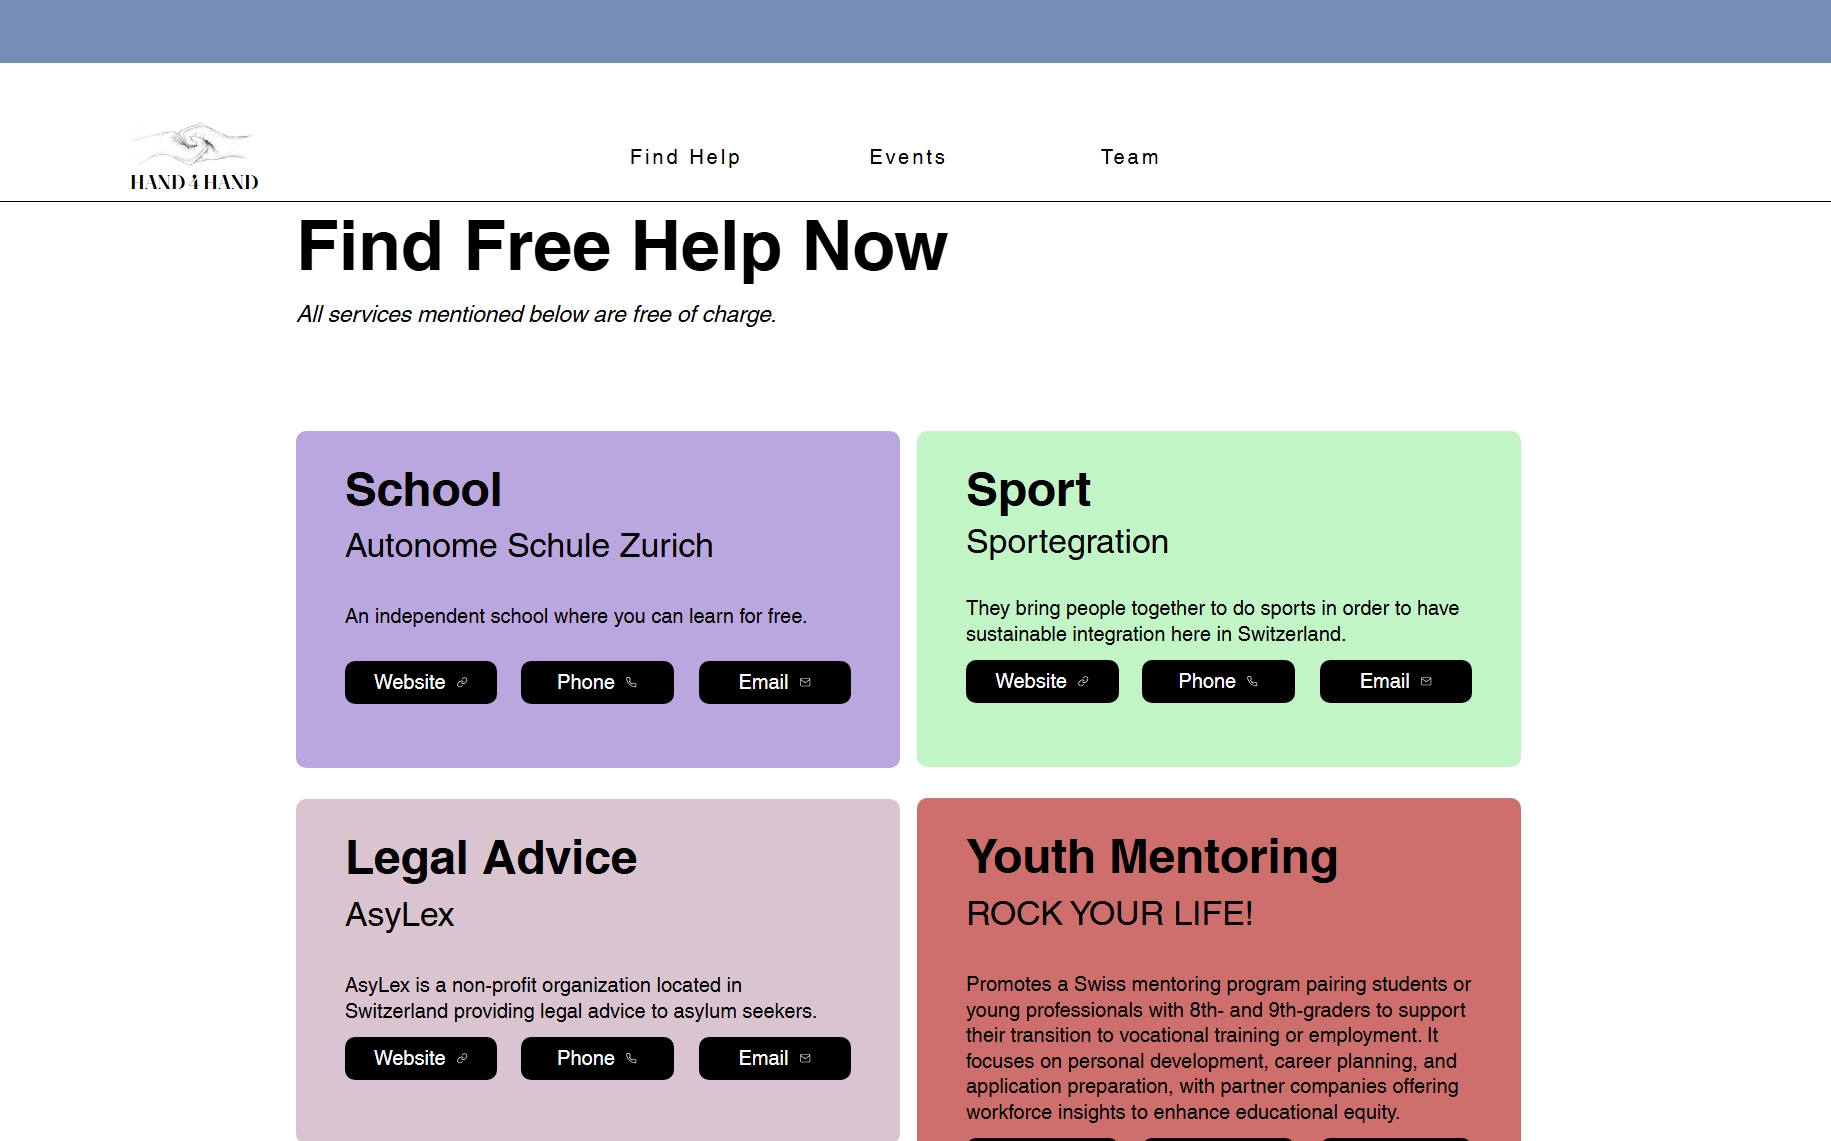 HAND 4 HAND
Find Help
Events
Team
Find Free Help Now
All services mentioned below are free of charge.
School
Autonome Schule Zurich
An independent school where you can learn for free.
Website
Phone
Email
Sport
Sportegration
They bring people together to do sports in order to have
sustainable integration here in Switzerland.
Website
Phone
Email
Legal Advice
AsyLex
AsyLex is a non-profit organization located in
Switzerland providing legal advice to asylum seekers.
Website
Phone
Email
Youth Mentoring
ROCK YOUR LIFE!
Promotes a Swiss mentoring program pairing students or
young professionals with 8th- and 9th-graders to support
their transition to vocational training or employment. It
focuses on personal development, career planning, and
application preparation, with partner companies offering
workforce insights to enhance educational equity.